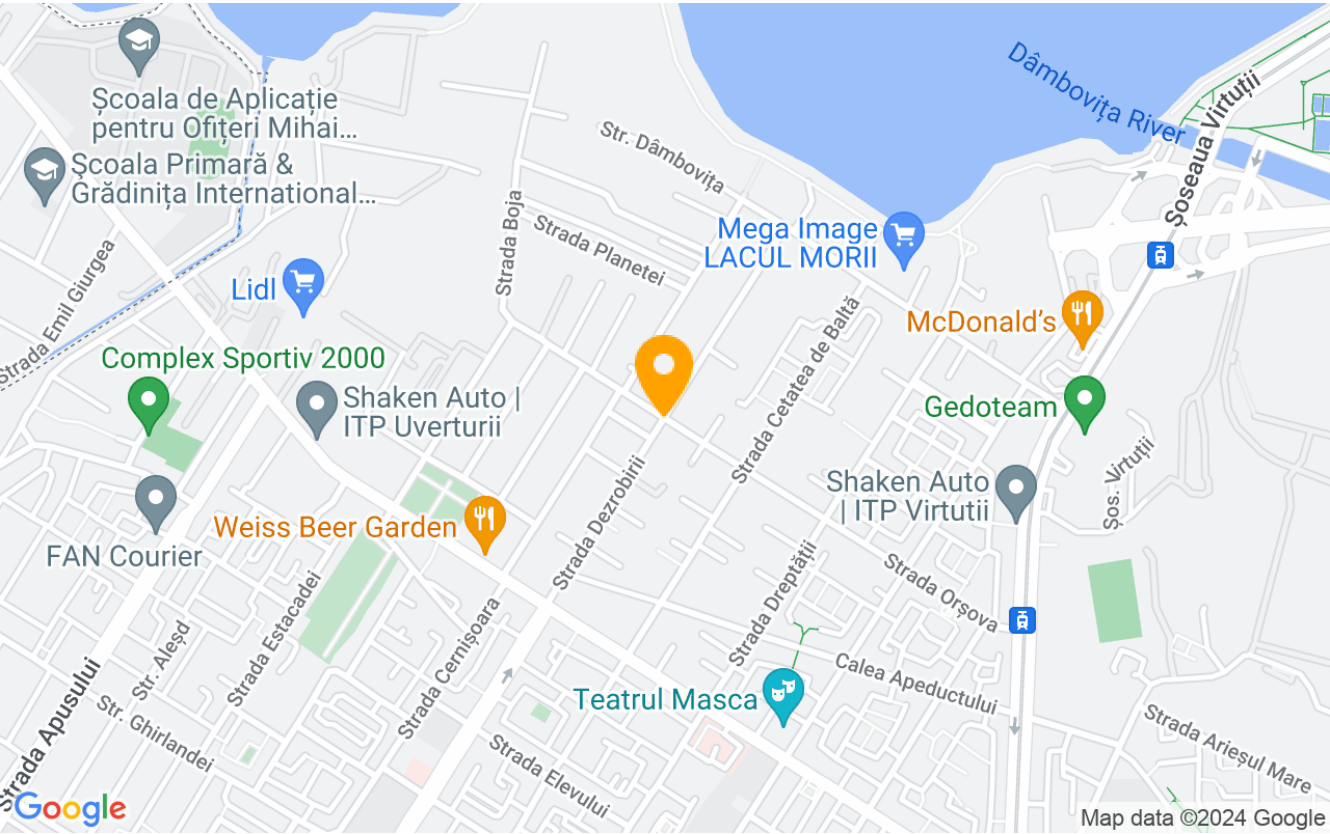 Dâmbovița River
Șoseaua Virtuții
Școala de Aplicație
pentru Ofițeri Mihai...
Școala Primară &
Grădinița International...
Str. Dâmbovița
Strada Boja
Strada Planetei
Mega Image
LACUL MORII
Strada Emil Giurgea
Lidl
McDonald's
Complex Sportiv 2000
Shaken Auto |
ITP Uverturii
Strada Cetatea de Baltă
Gedoteam
Șos. Virtuții
Shaken Auto
| ITP Virtutii
Weiss Beer Garden
FAN Courier
Strada Dezrobirii
Strada Dreptății
Strada Orșova
Strada Estacadei
Str. Aleșd
Strada Cernișoara
Calea Apeductului
Teatrul Masca
Strada Apusului
Str. Ghirlandei
Strada Elevului
Strada Arieșul Mare
Google
Map data ©2024 Google